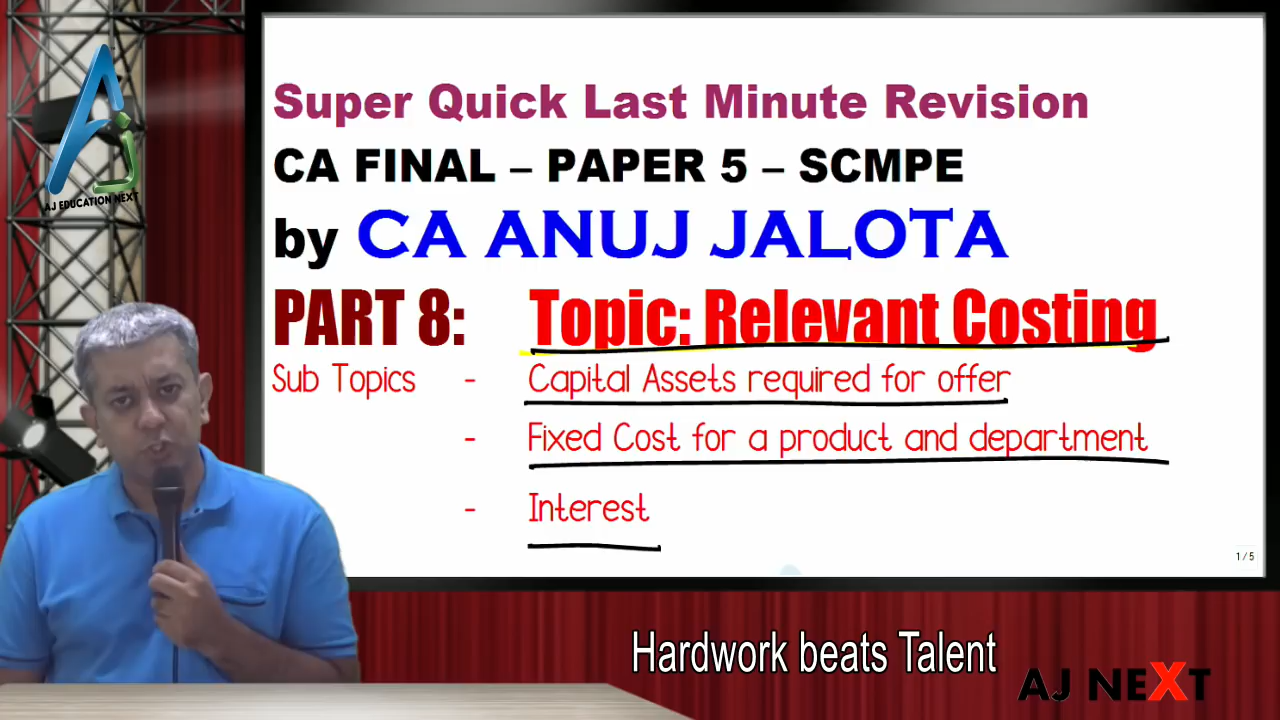 Super Quick Last Minute Revision
CA FINAL – PAPER 5 – SCMPE
by CA ANUJ JALOTA
PART 8: Topic: Relevant Costing
Sub Topics - Capital Assets required for offer
- Fixed Cost for a product and department
- Interest
1/5
AJ EDUCATION NEXT
Hardwork beats Talent
AJ NEXT